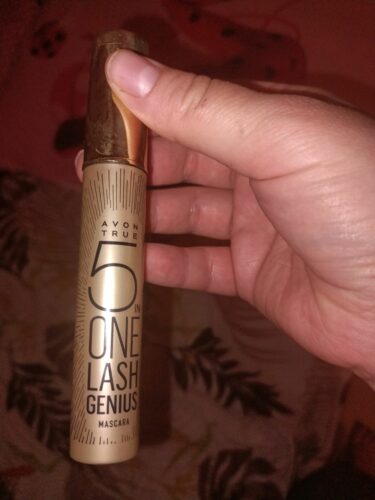 AVON
TRUE
5
IN
ONE
LASH
GENIUS
MASCARA